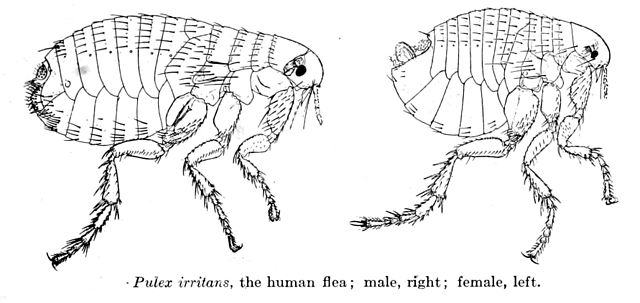 Pulex irritans, the human flea; male, right; female, left.